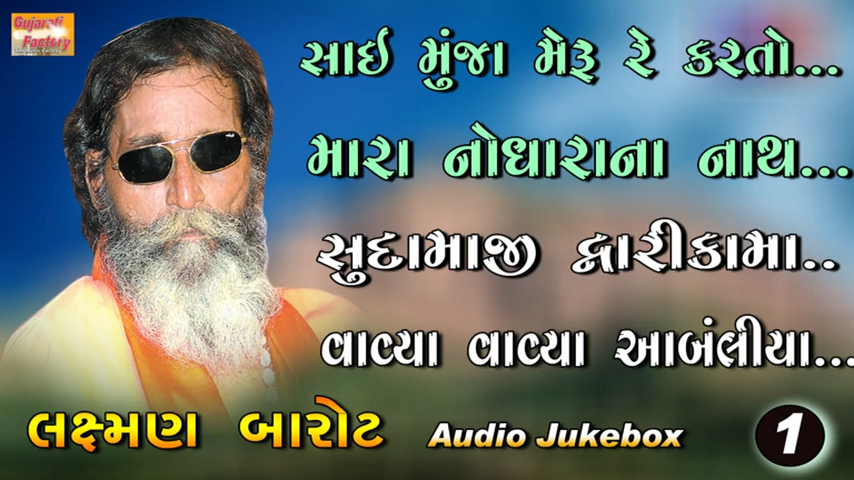 Gujarati
Factory
સાઇ મુંજા મેરૂ રે કરતો...
મારા નોધારાના નાથ...
સુદામાજી દ્વારીકામા..
વાવ્યા વાવ્યા આબંલીયા...
લક્ષ્મણ બારોટ Audio Jukebox 1